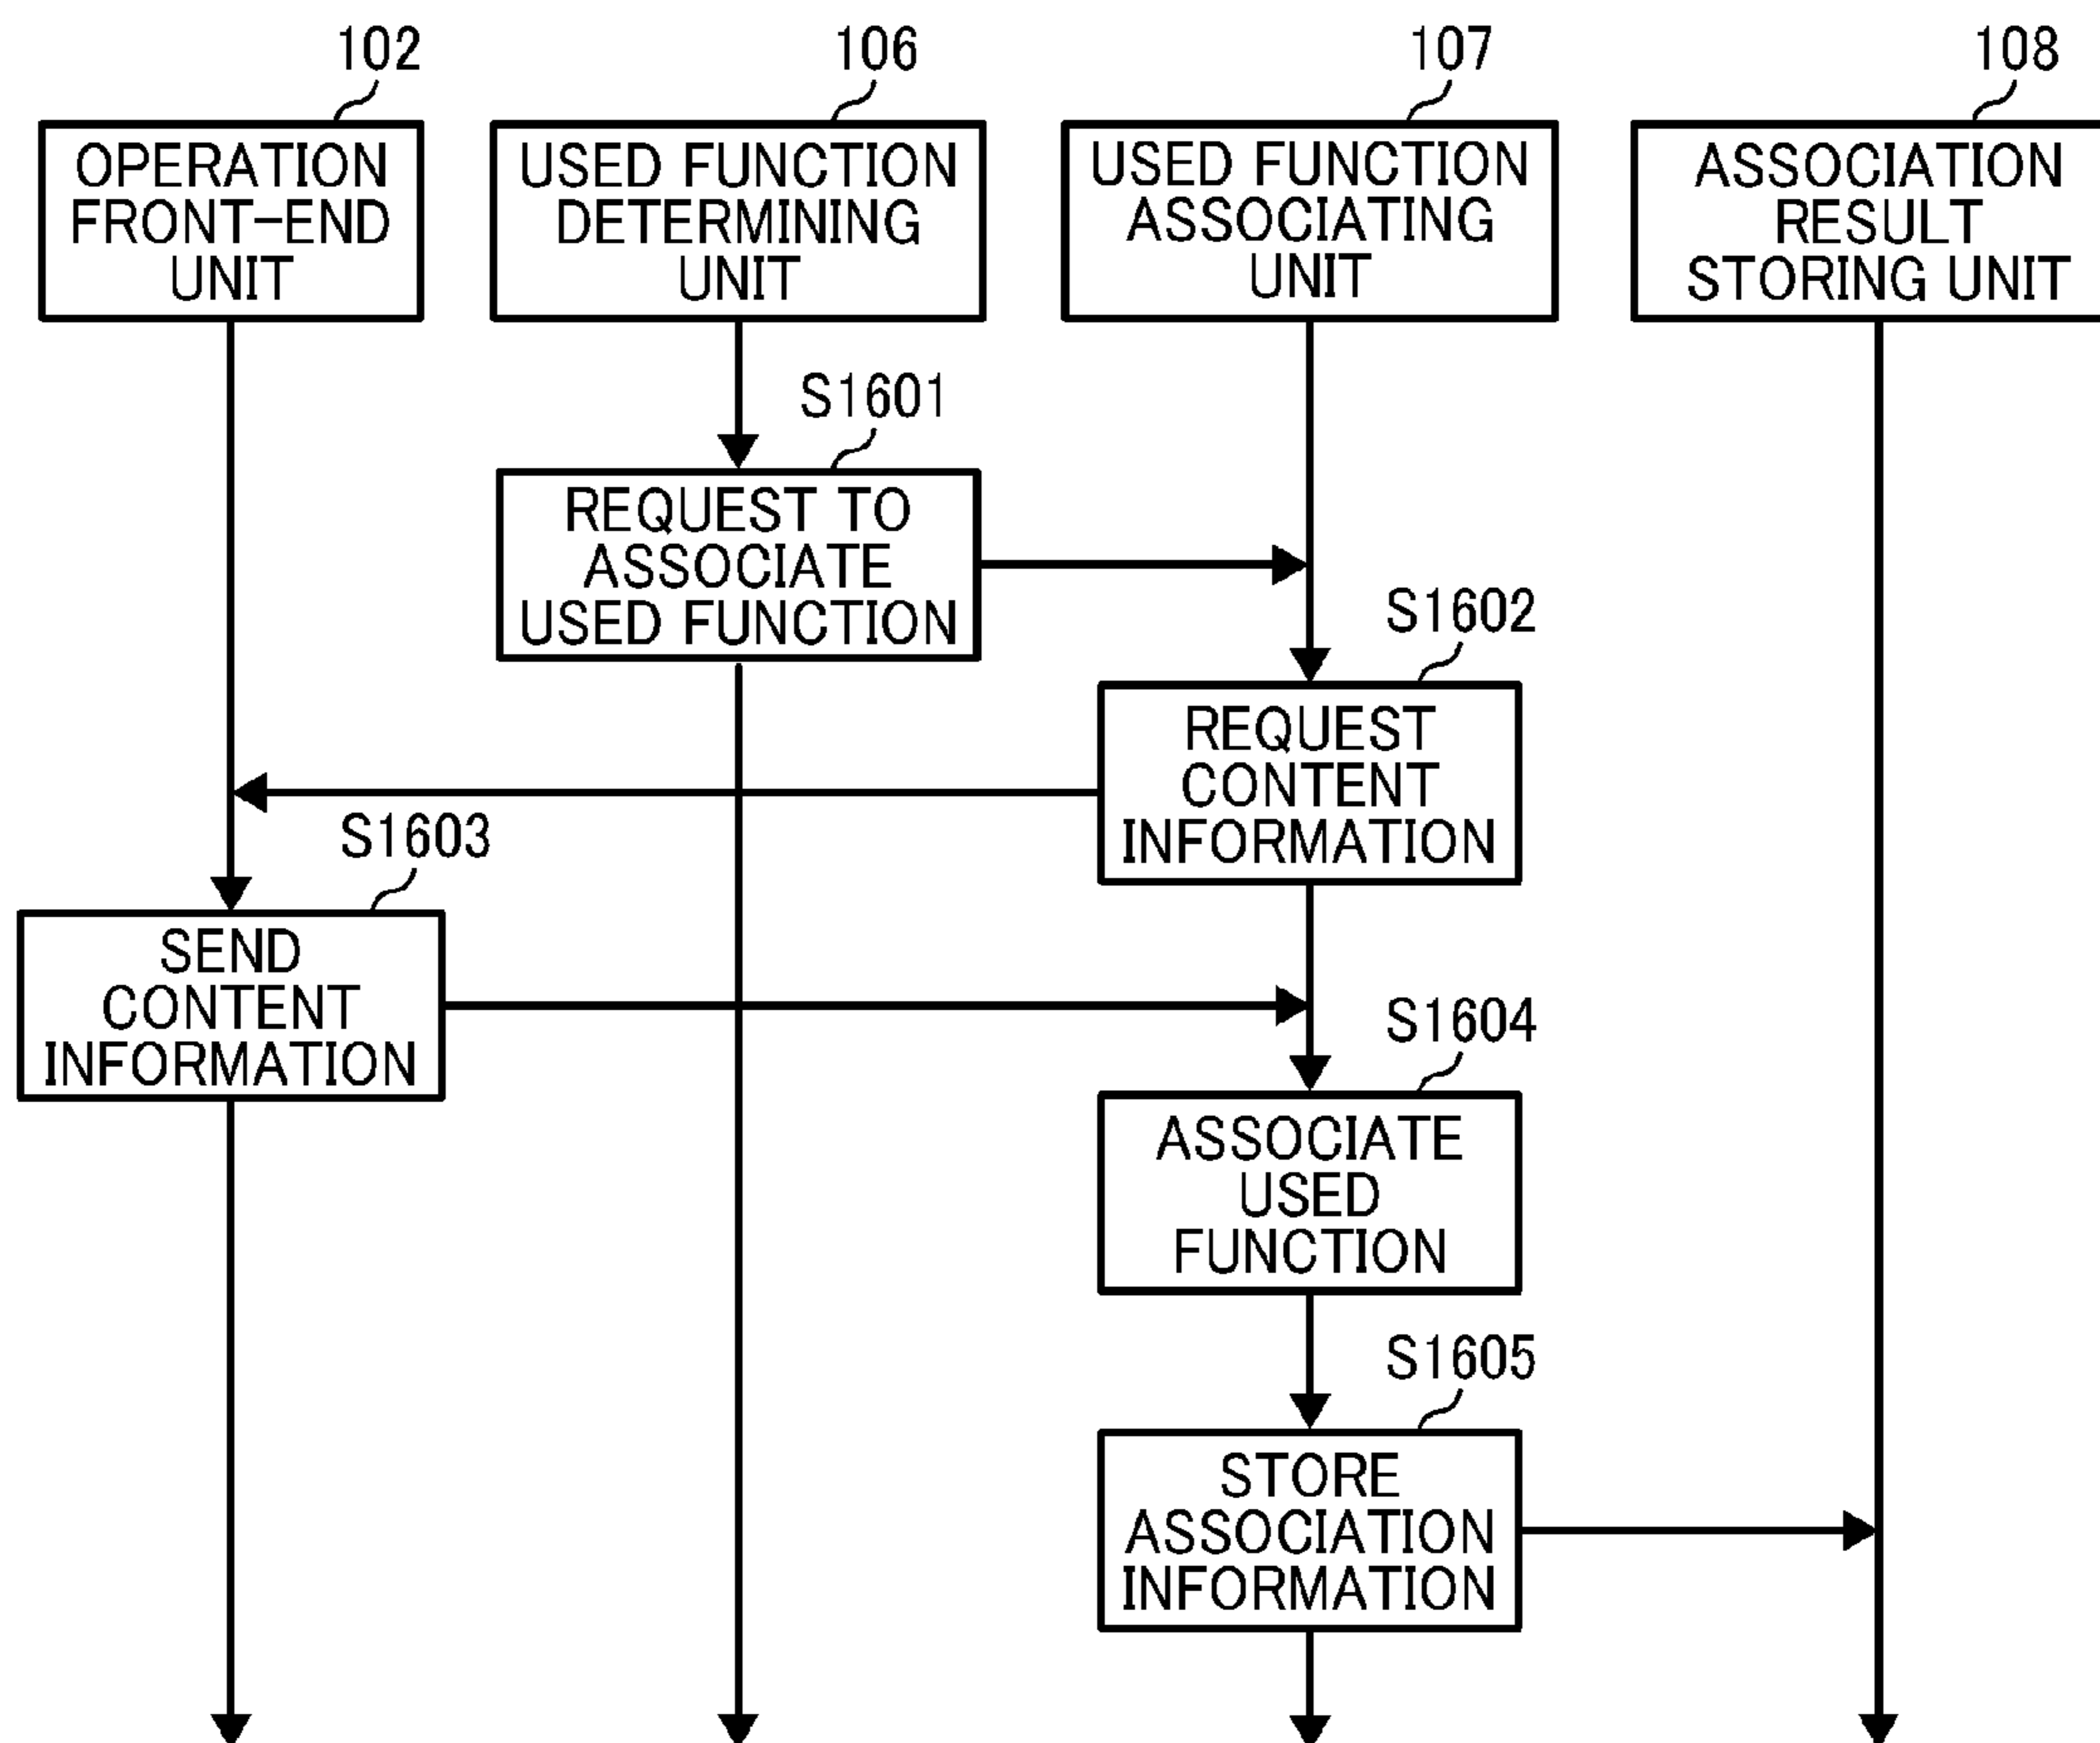 102
106
107
108
OPERATION
FRONT-END
UNIT
USED FUNCTION
DETERMINING
UNIT
USED FUNCTION
ASSOCIATING
UNIT
ASSOCIATION
RESULT
STORING UNIT
S1601
REQUEST TO
ASSOCIATE
USED FUNCTION
S1602
REQUEST
CONTENT
INFORMATION
S1603
SEND
CONTENT
INFORMATION
S1604
ASSOCIATE
USED
FUNCTION
S1605
STORE
ASSOCIATION
INFORMATION